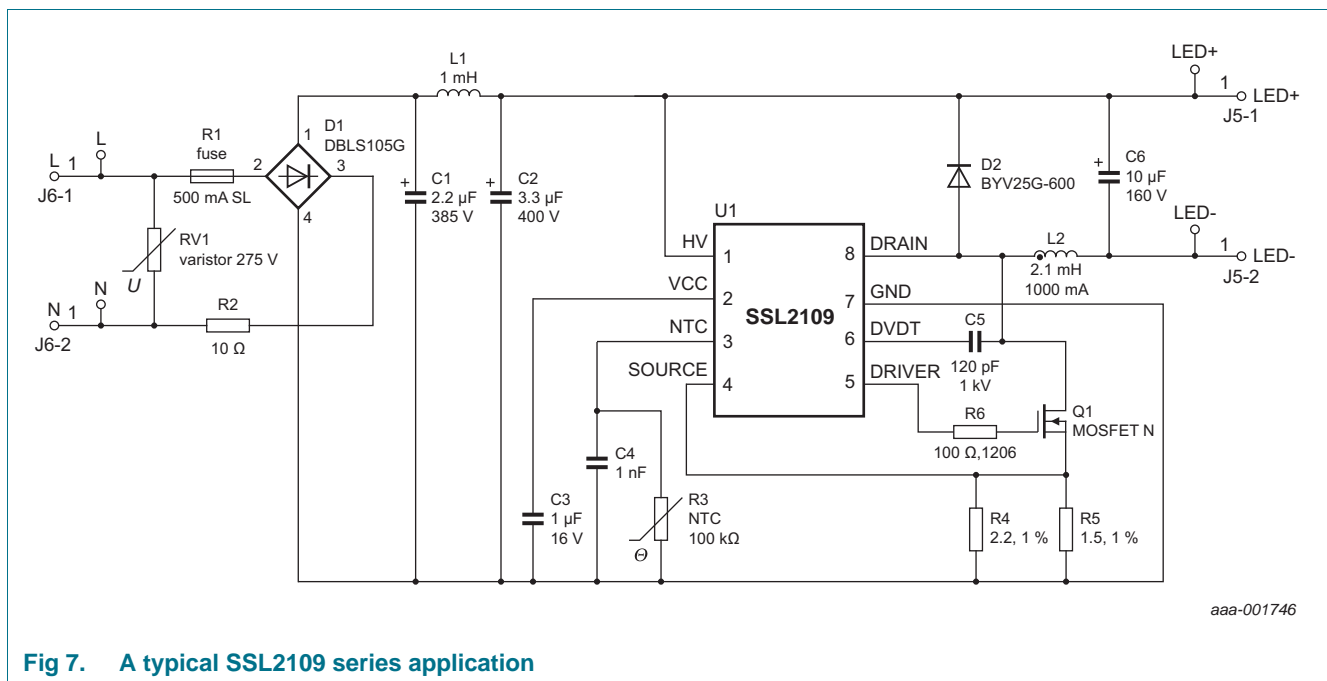 L1
1 mH
LED+
1
LED+
J5-1
R1
fuse
D1
DBLS105G
L
N
L 1
J6-1
2
1
3
4
500 mA SL
RV1
varistor 275 V
U
N 1
J6-2
R2
10 Ω
+
C1
2.2 μF
385 V
+
C2
3.3 μF
400 V
D2
BYV25G-600
+
C6
10 μF
160 V
LED-
1
LED-
J5-2
U1
HV
1
VCC
2
NTC
3
SOURCE
4
SSL2109
8
DRAIN
7
GND
6
DVDT
5
DRIVER
L2
2.1 mH
1000 mA
C5
120 pF
1 kV
R6
100 Ω,1206
Q1
MOSFET N
C4
1 nF
C3
1 μF
16 V
R3
NTC
100 kΩ
Θ
R4
2.2, 1 %
R5
1.5, 1 %
aaa-001746
Fig 7. A typical SSL2109 series application